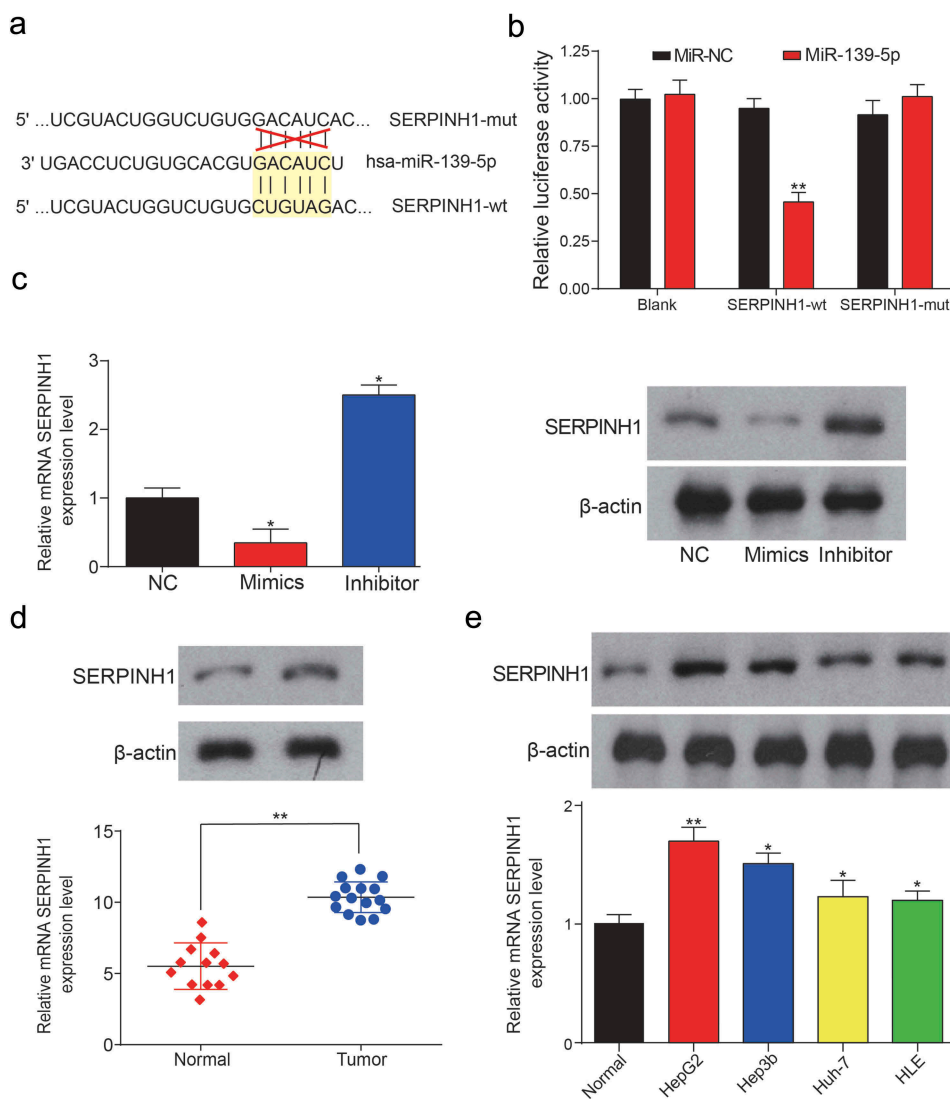 a
5' ...UCGUACUGGUCUGUGGACAUCAC... SERPINH1-mut
3' UGACCUCUGUGCACGUGACAUCU hsa-miR-139-5p
5' ...UCGUACUGGUCUGUGCUGUAGAC... SERPINH1-wt
b
MiR-NC MiR-139-5p
Relative luciferase activity
1.25
1.00
0.75
0.50
0.25
0.00
**
Blank SERPINH1-wt SERPINH1-mut
c
Relative mRNA SERPINH1
expression level
3
2
1
0
* *
NC Mimics Inhibitor
SERPINH1
β-actin
NC Mimics Inhibitor
d
SERPINH1
β-actin
Relative mRNA SERPINH1
expression level
15
10
5
0
**
Normal Tumor
e
SERPINH1
β-actin
Relative mRNA SERPINH1
expression level
2
1
0
** * * *
Normal HepG2 Hep3b Huh-7 HLE